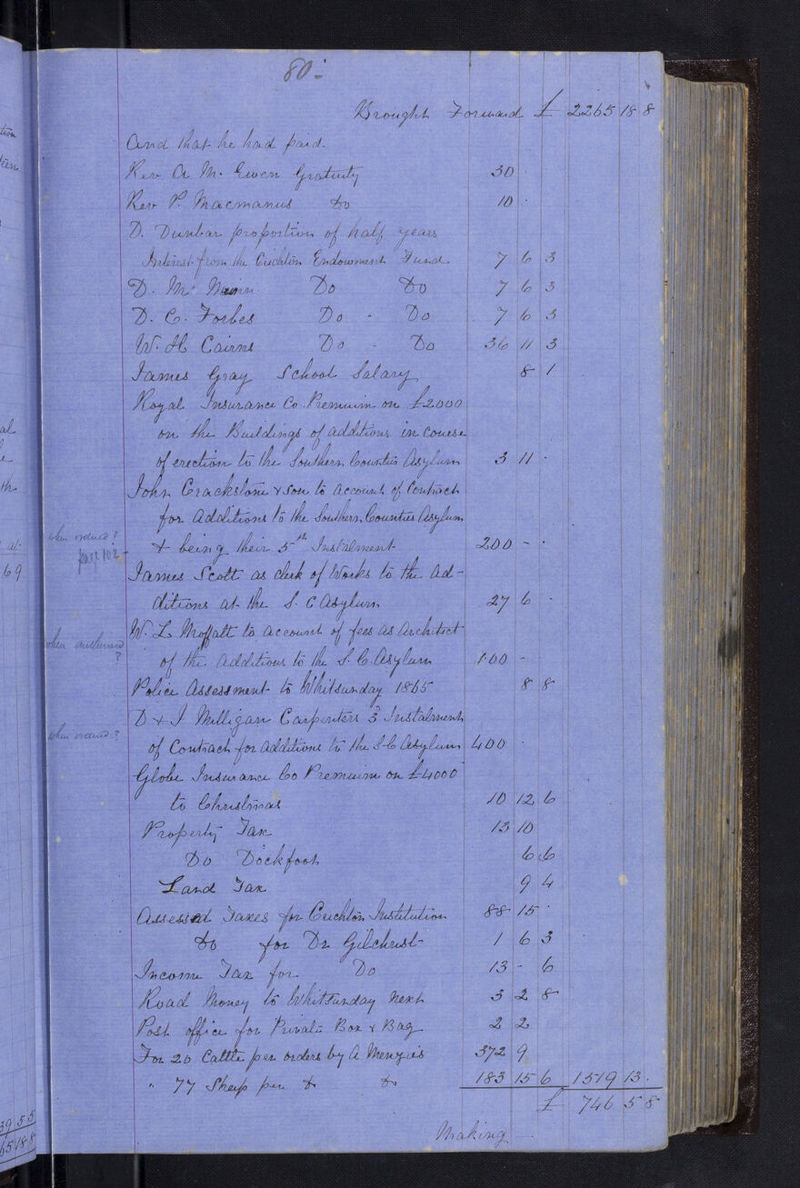 80.
Brought Forward £ 2265 18 8
And that he had paid.
Rev A M. Ewen Gratuity 30
Rev P. Macmanus Do 10 .
D. Dunbar proportion of half years
Interest from the Crichton Endowment Fund 7 6 3
D. Mc Do Do 7 6 3
D. C. Forbes Do - Do 7 6 3
W. H Cairns Do - Do 36 11 3
James Gray School Salary 8 1
Royal Insurance Co. Premium on £2000
on the Buildings of additions in course
of erection to the Southern Counties Asylum 3 11 .
John Crackstone & Son to account of Contract
for Additions to the Southern Counties Asylum
when ordered ?
page 102
+ being their 5th Instalment 200 - .
James Scott as clerk of Works to the ad-
ditions at the S. C Asylum 27 6 .
W. L. Moffatt to account of fees as Architect
when authorised ?
of the additions to the S. C. Asylum 100 -
Police Assessment to Whitsunday 1865 8 8
D & J Milligan Carpenters 3 Instalment
when ordered ?
of Contract for additions to the S C Asylum 400 .
Globe Insurance Co Premium on £4000
to Christmas 10 12 6
Property Tax 13 10
Do Dockfoot 6 6
Land Tax 9 4
Assessed Taxes for Crichton Institution 88 15 .
Do for Dr Gilchrist 1 6 3
Income Tax for Do 13 - 6
Road Money to Whitsunday next 3 2 8
Post office for Private Box & Bag 2 2
For 20 Cattle per orders by A Menzies 372 9
" 77 Sheep per Do Do 183 15 6 1519 13 .
£ 746 5 8
Making